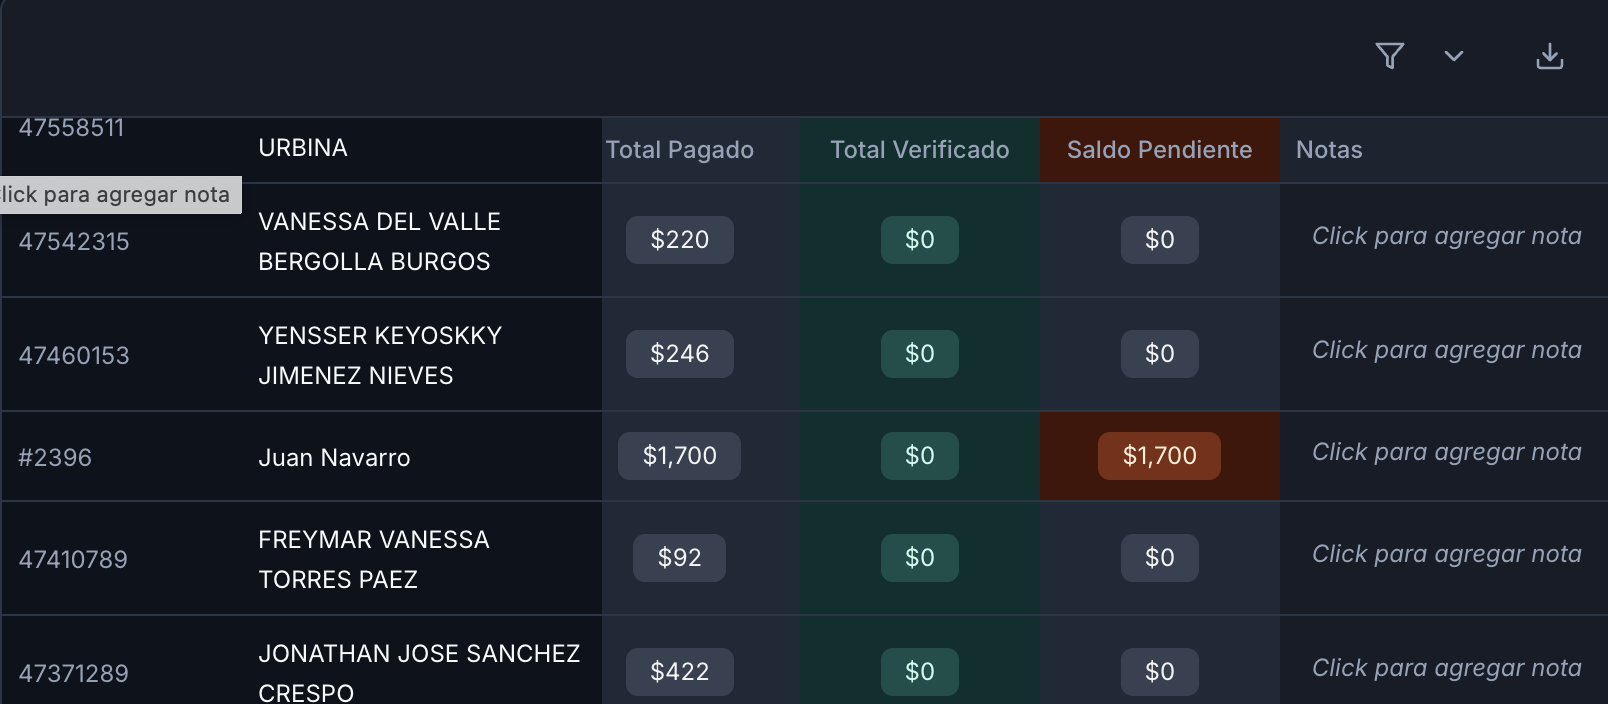 47558511
URBINA
Total Pagado
Total Verificado
Saldo Pendiente
Notas
lick para agregar nota
47542315
VANESSA DEL VALLE
BERGOLLA BURGOS
$220
$0
$0
Click para agregar nota
47460153
YENSSER KEYOSKKY
JIMENEZ NIEVES
$246
$0
$0
Click para agregar nota
#2396
Juan Navarro
$1,700
$0
$1,700
Click para agregar nota
47410789
FREYMAR VANESSA
TORRES PAEZ
$92
$0
$0
Click para agregar nota
47371289
JONATHAN JOSE SANCHEZ
CRESPO
$422
$0
$0
Click para agregar nota